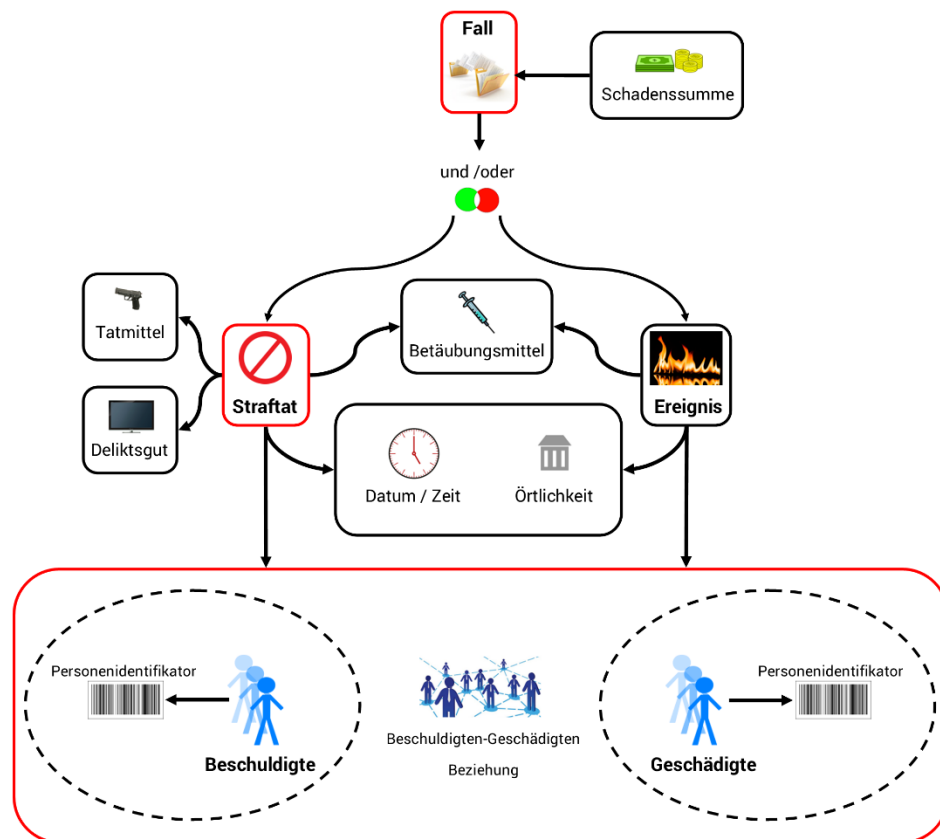 Fall
Schadenssumme
und /oder
Tatmittel
Betäubungsmittel
Straftat
Ereignis
Deliktsgut
Datum / Zeit
Örtlichkeit
Personenidentifikator
Personenidentifikator
Beschuldigten-Geschädigten
Beziehung
Beschuldigte
Geschädigte